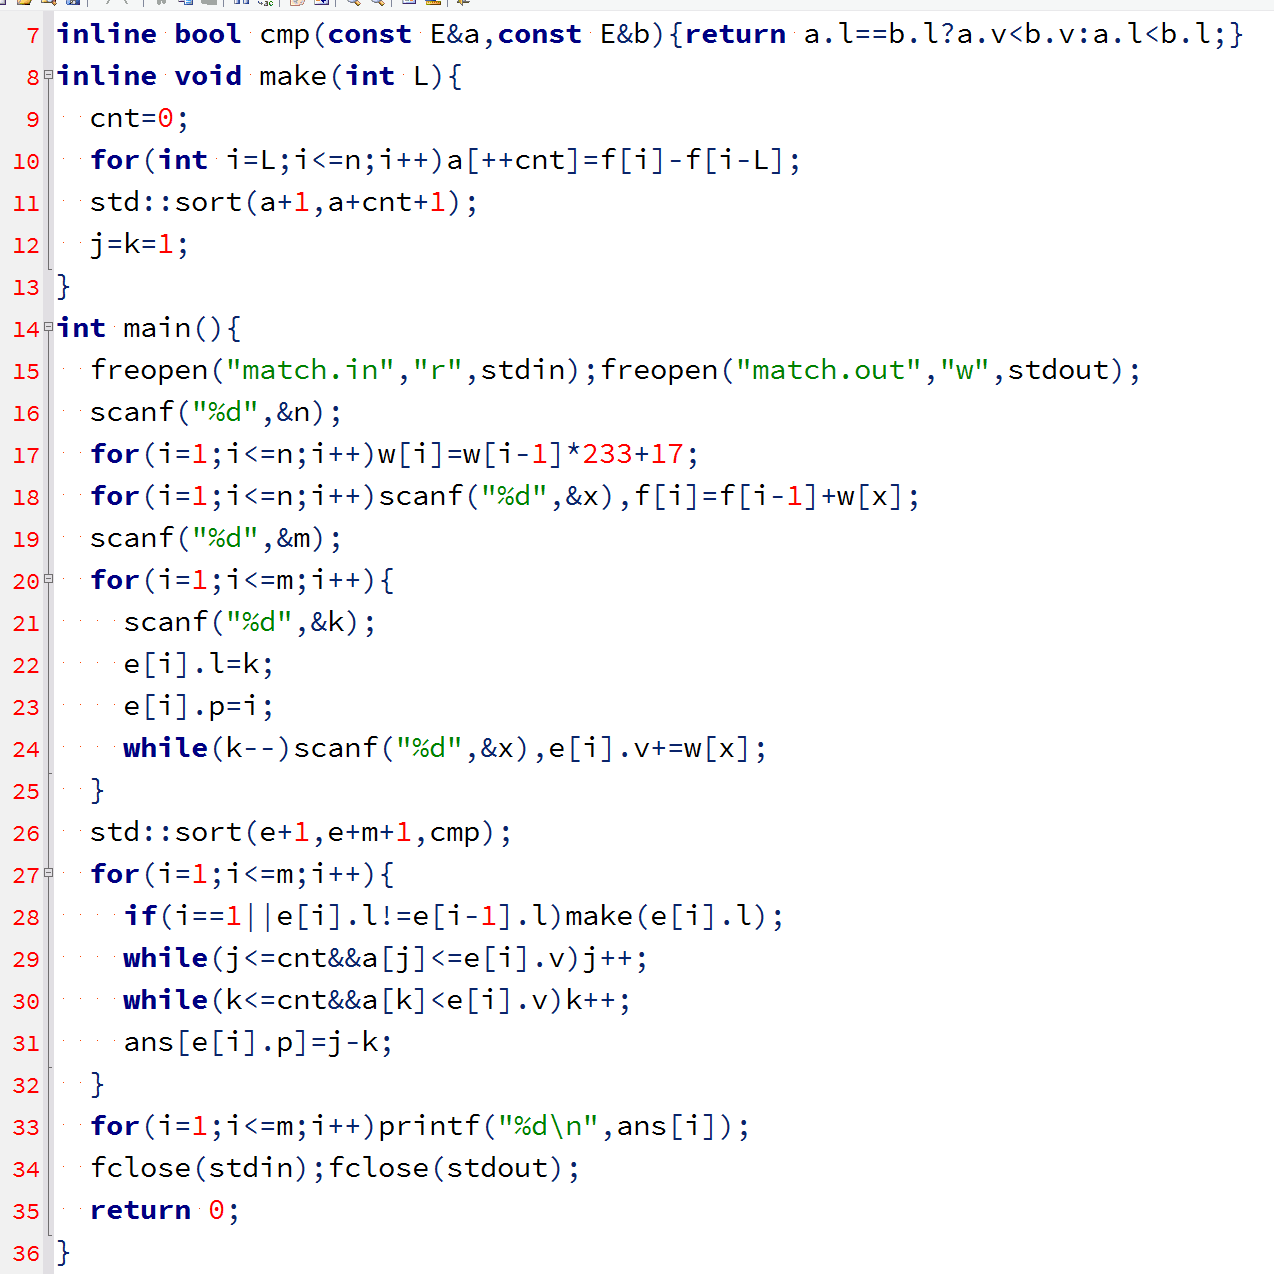 7 inline bool cmp(const E&a,const E&b){return a.l==b.l?a.v<b.v:a.l<b.l;}
8 inline void make(int L){
9 cnt=0;
10 for(int i=L;i<=n;i++)a[++cnt]=f[i]-f[i-L];
11 std::sort(a+1,a+cnt+1);
12 j=k=1;
13 }
14 int main(){
15 freopen("match.in","r",stdin);freopen("match.out","w",stdout);
16 scanf("%d",&n);
17 for(i=1;i<=n;i++)w[i]=w[i-1]*233+17;
18 for(i=1;i<=n;i++)scanf("%d",&x),f[i]=f[i-1]+w[x];
19 scanf("%d",&m);
20 for(i=1;i<=m;i++){
21 scanf("%d",&k);
22 e[i].l=k;
23 e[i].p=i;
24 while(k--)scanf("%d",&x),e[i].v+=w[x];
25 }
26 std::sort(e+1,e+m+1,cmp);
27 for(i=1;i<=m;i++){
28 if(i==1||e[i].l!=e[i-1].l)make(e[i].l);
29 while(j<=cnt&&a[j]<=e[i].v)j++;
30 while(k<=cnt&&a[k]<e[i].v)k++;
31 ans[e[i].p]=j-k;
32 }
33 for(i=1;i<=m;i++)printf("%d\n",ans[i]);
34 fclose(stdin);fclose(stdout);
35 return 0;
36 }